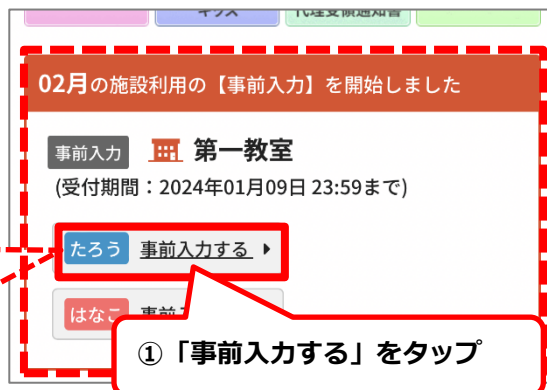 キッズ
代理受領通知書
02月の施設利用の【事前入力】を開始しました
事前入力 第一教室
(受付期間：2024年01月09日 23:59まで)
たろう 事前入力する
はなこ
①「事前入力する」をタップ